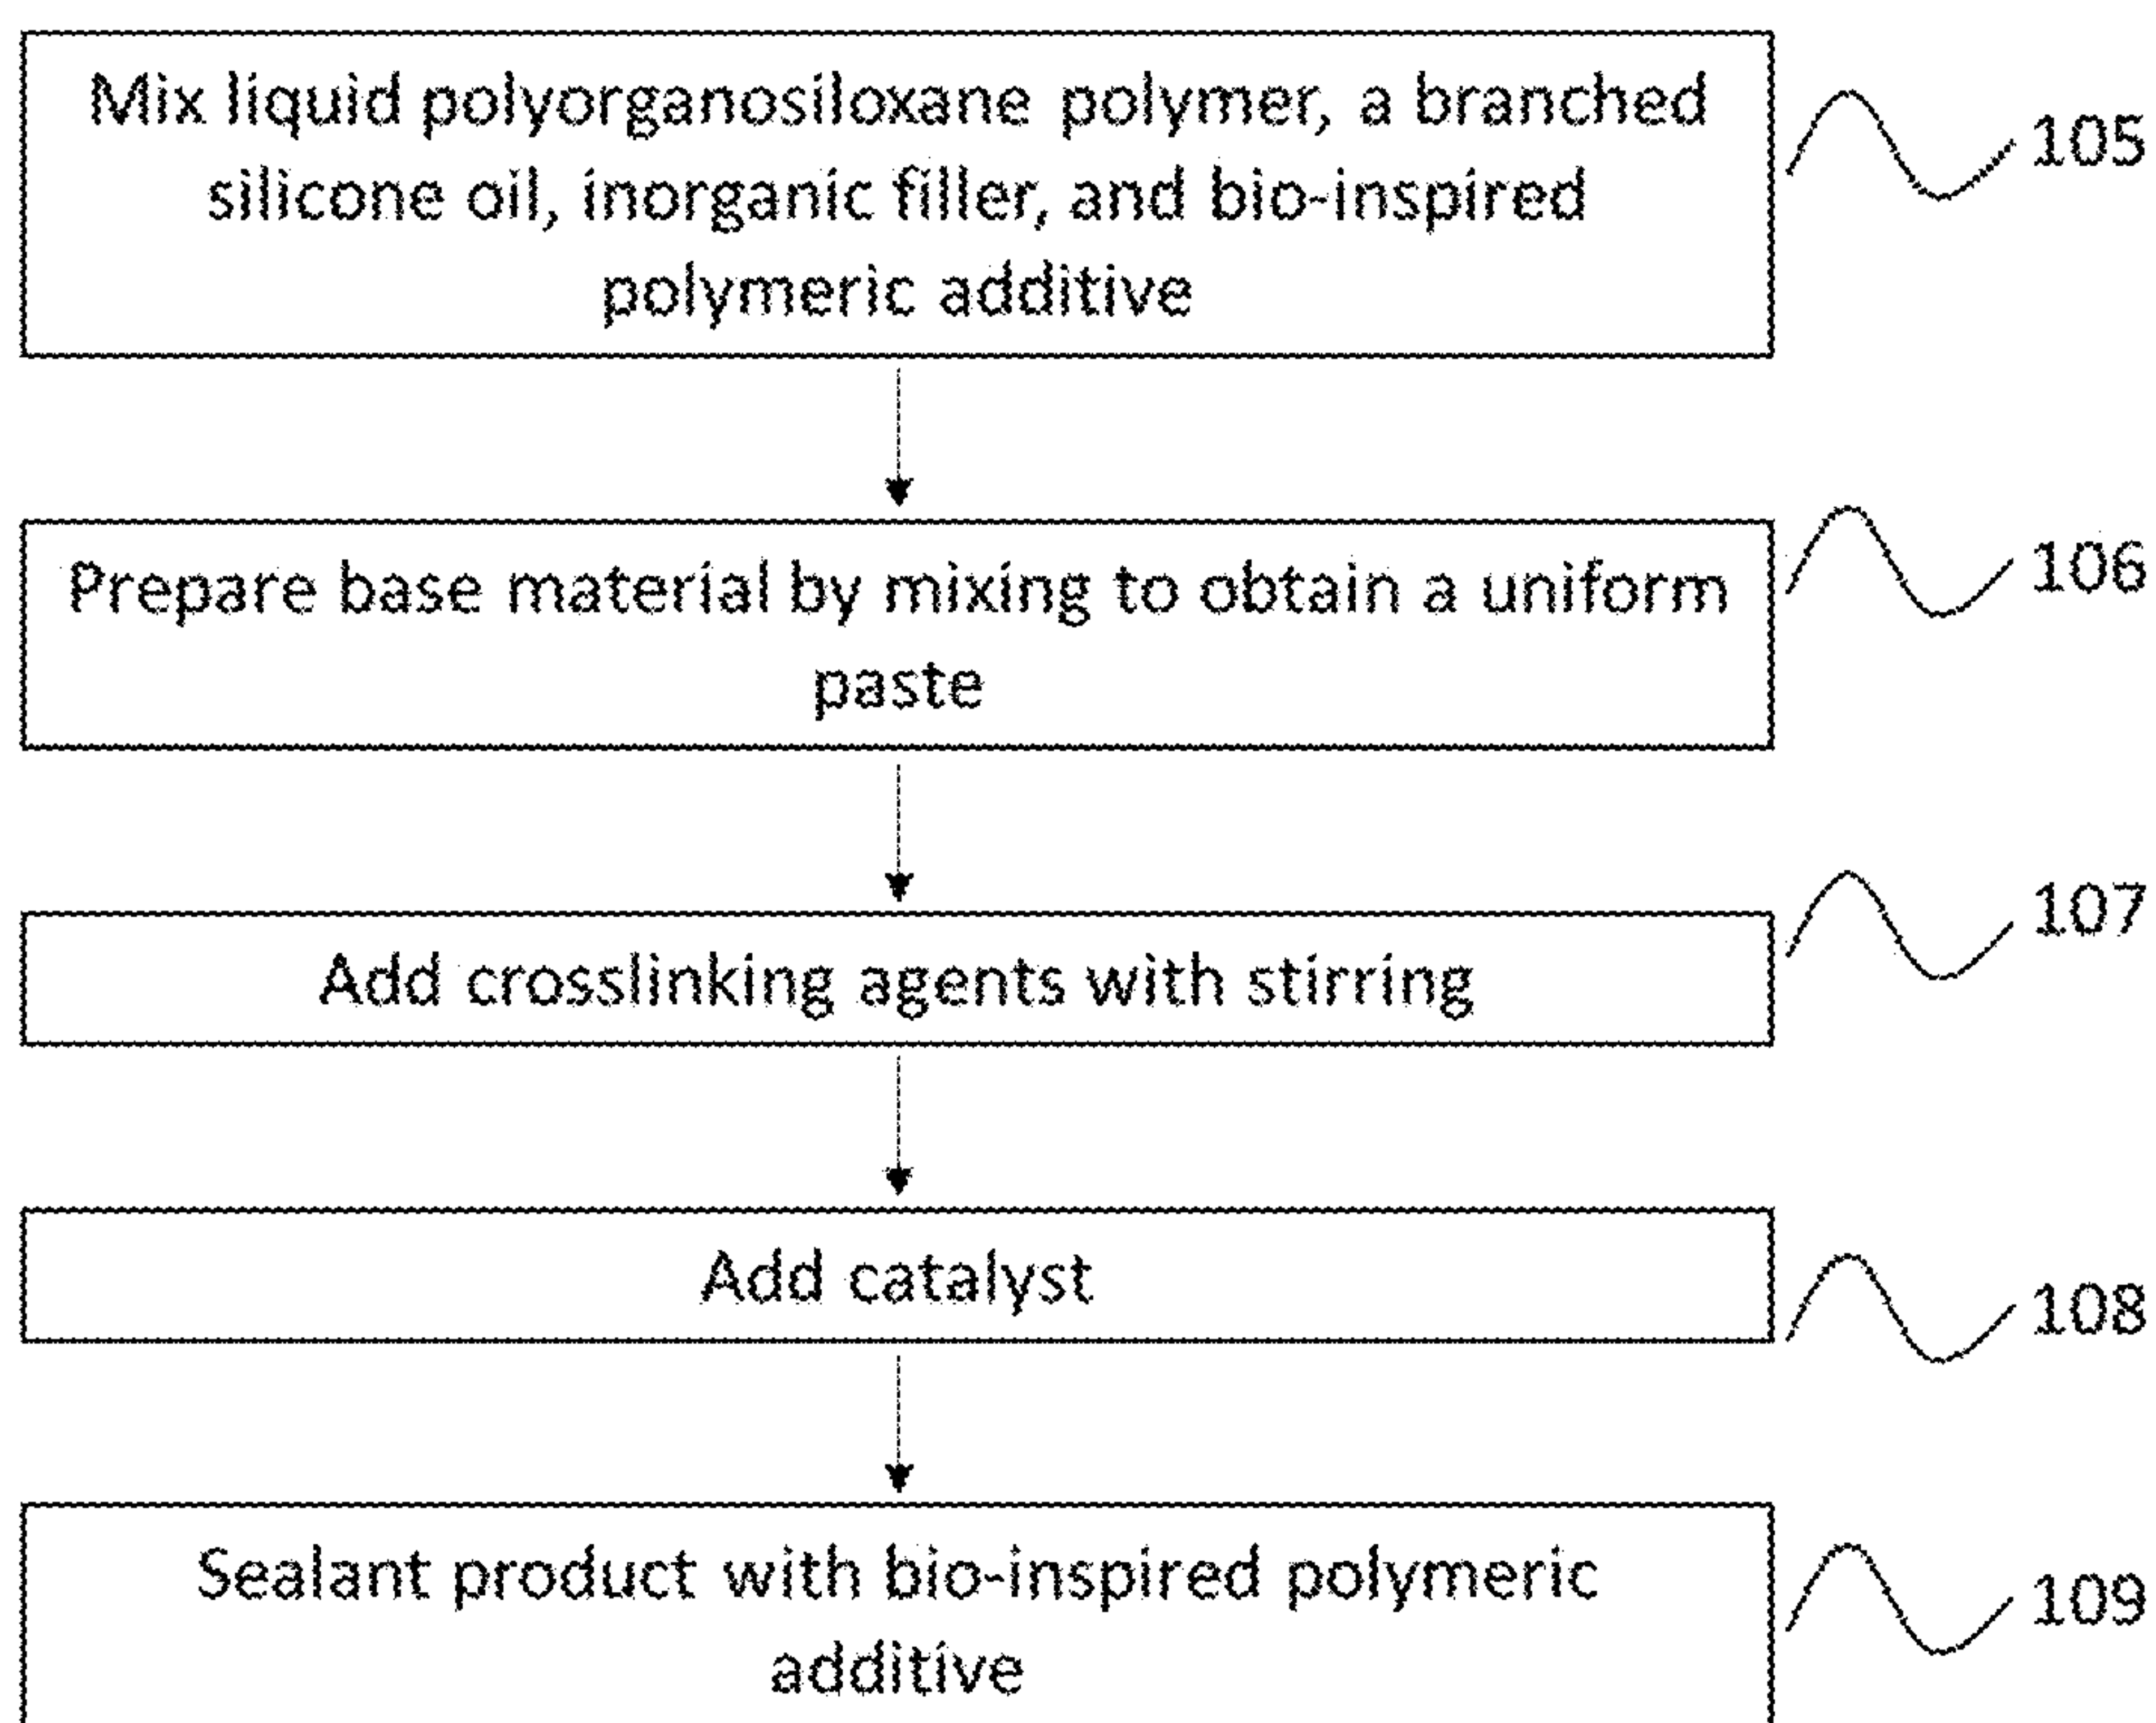 Mix liquid polyorganosiloxane polymer, a branched
silicone oil, inorganic filler, and bio-inspired
polymeric additive
105
Prepare base material by mixing to obtain a uniform
paste
106
Add crosslinking agents with stirring
107
Add catalyst
108
Sealant product with bio-inspired polymeric
additive
109